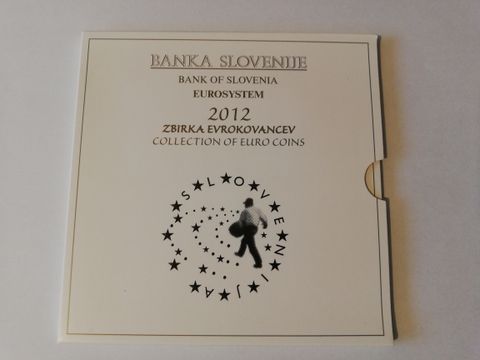 BANKA SLOVENIJE
BANK OF SLOVENIA
EUROSYSTEM
2012
ZBIRKA EVROKOVANCEV
COLLECTION OF EURO COINS
SLOVENIJA